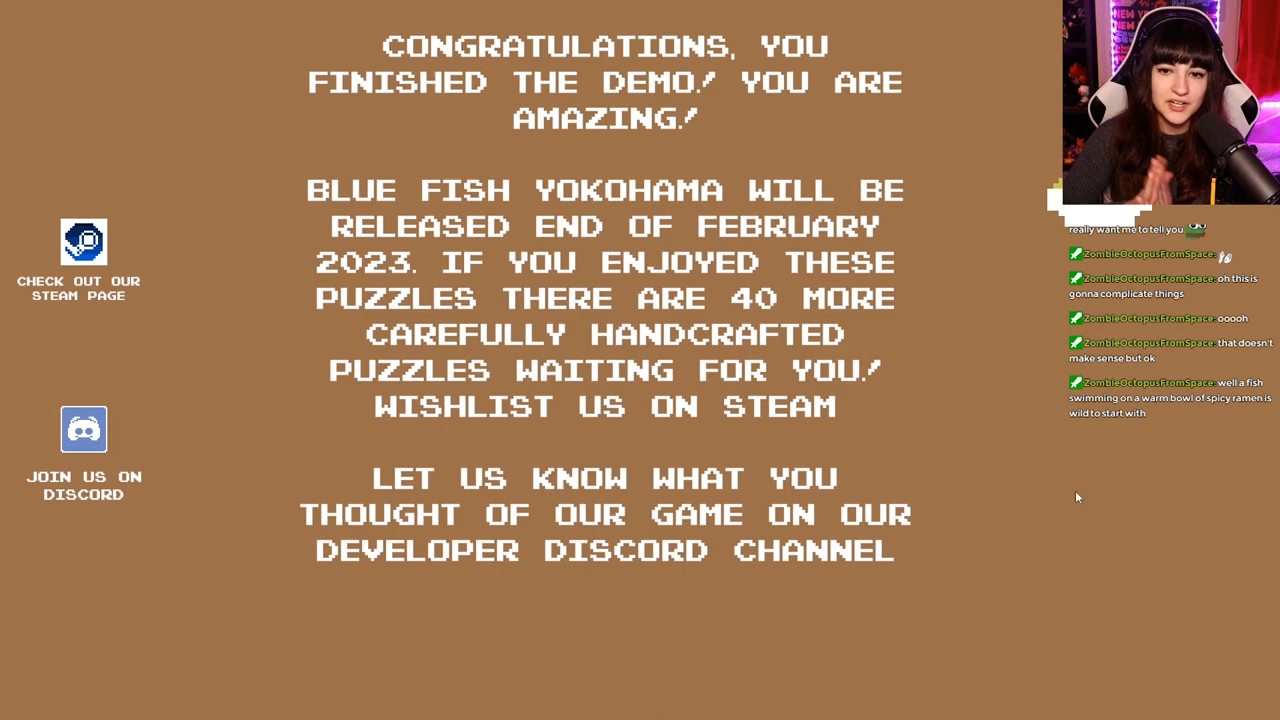 CONGRATULATIONS, YOU
FINISHED THE DEMO! YOU ARE
AMAZING!
BLUE FISH YOKOHAMA WILL BE
RELEASED END OF FEBRUARY
2023. IF YOU ENJOYED THESE
PUZZLES THERE ARE 40 MORE
CAREFULLY HANDCRAFTED
PUZZLES WAITING FOR YOU!
WISHLIST US ON STEAM
LET US KNOW WHAT YOU
THOUGHT OF OUR GAME ON OUR
DEVELOPER DISCORD CHANNEL
CHECK OUT OUR
STEAM PAGE
JOIN US ON
DISCORD
NEW YE
really want me to tell you
ZombieOctopusFromSpace:
ZombieOctopusFromSpace: oh this is
gonna complicate things
ZombieOctopusFromSpace: ooooh
ZombieOctopusFromSpace: that doesn't
make sense but ok
ZombieOctopusFromSpace: well a fish
swimming on a warm bowl of spicy ramen is
wild to start with